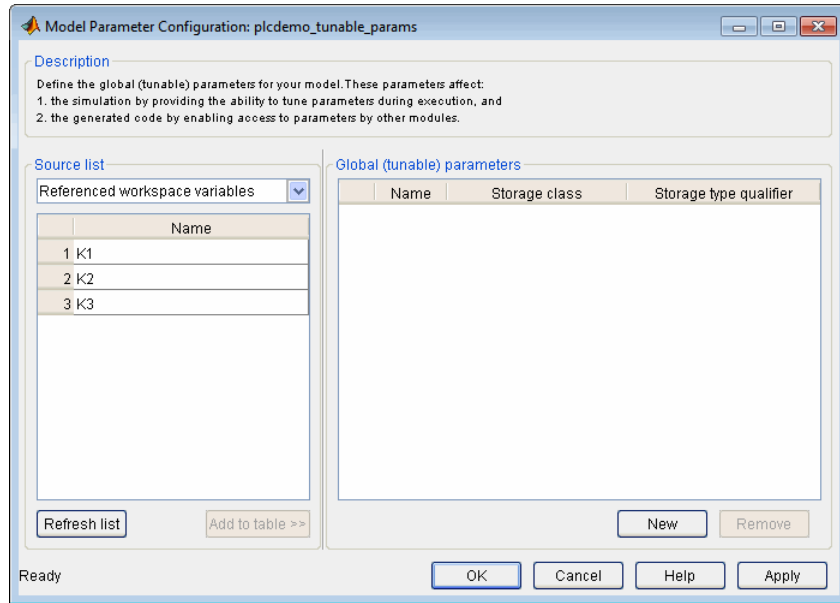 Model Parameter Configuration: plcdemo_tunable_params
Description
Define the global (tunable) parameters for your model.These parameters affect:
1. the simulation by providing the ability to tune parameters during execution, and
2. the generated code by enabling access to parameters by other modules.
Source list
Referenced workspace variables
Name
1 K1
2 K2
3 K3
Refresh list
Add to table >>
Global (tunable) parameters
Name Storage class Storage type qualifier
New
Remove
Ready
OK
Cancel
Help
Apply